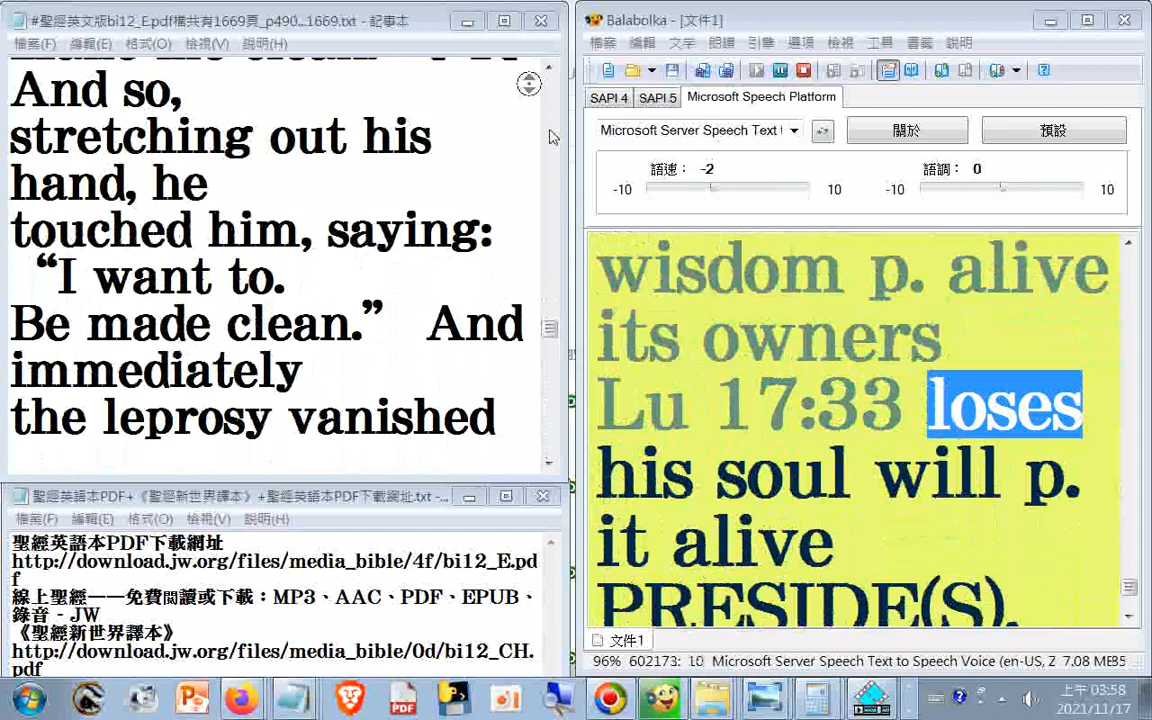 #聖經英文版bi12_E.pdf檔共有1669頁_p490...1669.txt - 記事本
檔案(F) 編輯(E) 格式(O) 檢視(V) 說明(H)
And so,
stretching out his
hand, he
touched him, saying:
“I want to.
Be made clean.” And
immediately
the leprosy vanished
聖經英語本PDF+《聖經新世界譯本》+聖經英語本PDF下載網址.txt -...
檔案(F) 編輯(E) 格式(O) 檢視(V) 說明(H)
聖經英語本PDF下載網址
http://download.jw.org/files/media_bible/4f/bi12_E.pd
f
線上聖經——免費閱讀或下載：MP3、AAC、PDF、EPUB、
錄音 - JW
《聖經新世界譯本》
http://download.jw.org/files/media_bible/0d/bi12_CH.
pdf
Balabolka - [文件1]
檔案 編輯 文字 朗讀 引擎 選項 檢視 工具 書籤 說明
SAPI 4 SAPI 5 Microsoft Speech Platform
Microsoft Server Speech Text 關於 預設
語速： -2 語調： 0
-10 10 -10 10
wisdom p. alive
its owners
Lu 17:33 loses
his soul will p.
it alive
PRESIDE(S),
文件1
96% 602173: 10 Microsoft Server Speech Text to Speech Voice (en-US, Z 7.08 MB
上午 03:58
2021/11/17